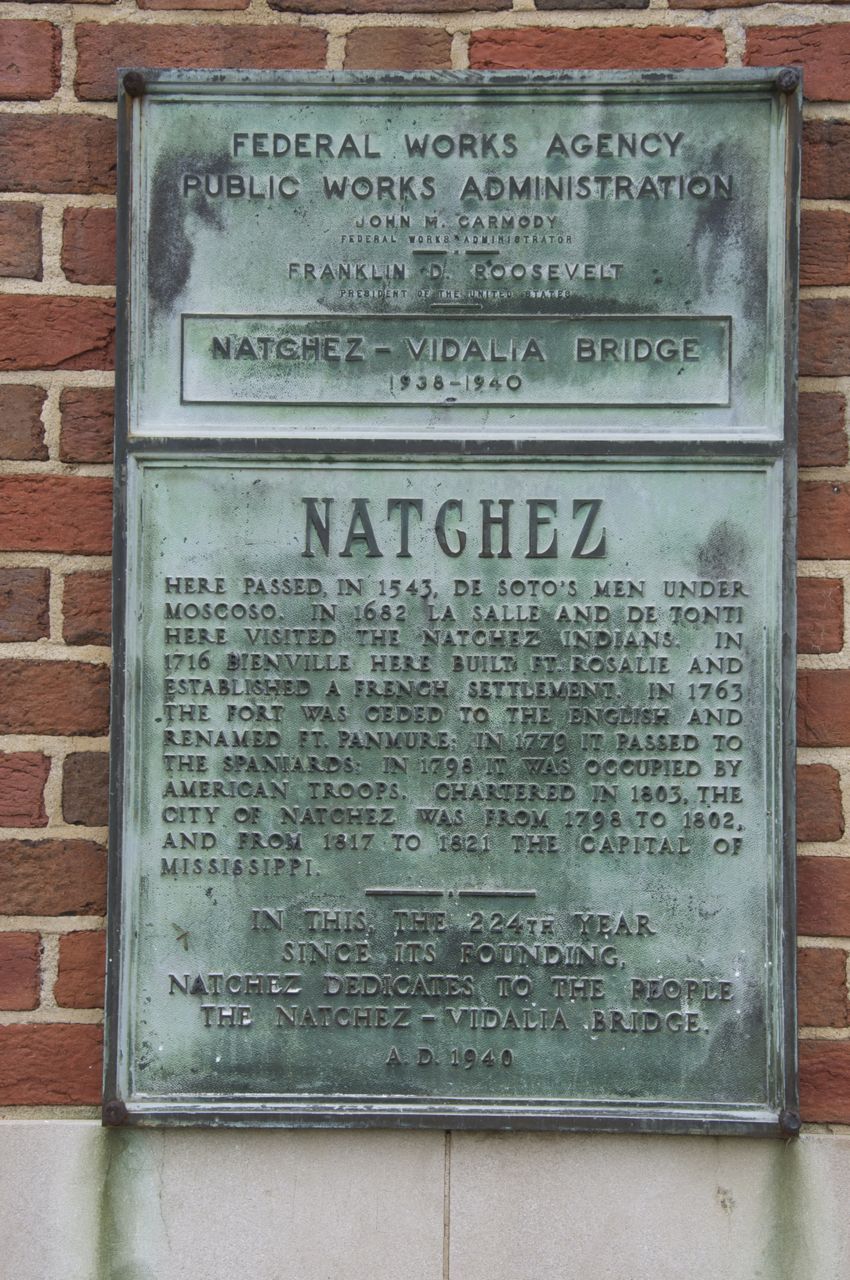 FEDERAL WORKS AGENCY
PUBLIC WORKS ADMINISTRATION
JOHN M. CARMODY
FEDERAL WORKS ADMINISTRATOR
FRANKLIN D. ROOSEVELT
PRESIDENT OF THE UNITED STATES
NATCHEZ - VIDALIA BRIDGE
1938-1940
NATCHEZ
HERE PASSED, IN 1543, DE SOTO'S MEN UNDER
MOSCOSO. IN 1682 LA SALLE AND DE TONTI
HERE VISITED THE NATCHEZ INDIANS. IN
1716 BIENVILLE HERE BUILT FT. ROSALIE AND
ESTABLISHED A FRENCH SETTLEMENT. IN 1763
THE FORT WAS CEDED TO THE ENGLISH AND
RENAMED FT. PANMURE; IN 1779 IT PASSED TO
THE SPANIARDS; IN 1798 IT WAS OCCUPIED BY
AMERICAN TROOPS. CHARTERED IN 1803, THE
CITY OF NATCHEZ WAS FROM 1798 TO 1802,
AND FROM 1817 TO 1821 THE CAPITAL OF
MISSISSIPPI.
IN THIS, THE 224TH YEAR
SINCE ITS FOUNDING,
NATCHEZ DEDICATES TO THE PEOPLE
THE NATCHEZ - VIDALIA BRIDGE.
A. D. 1940